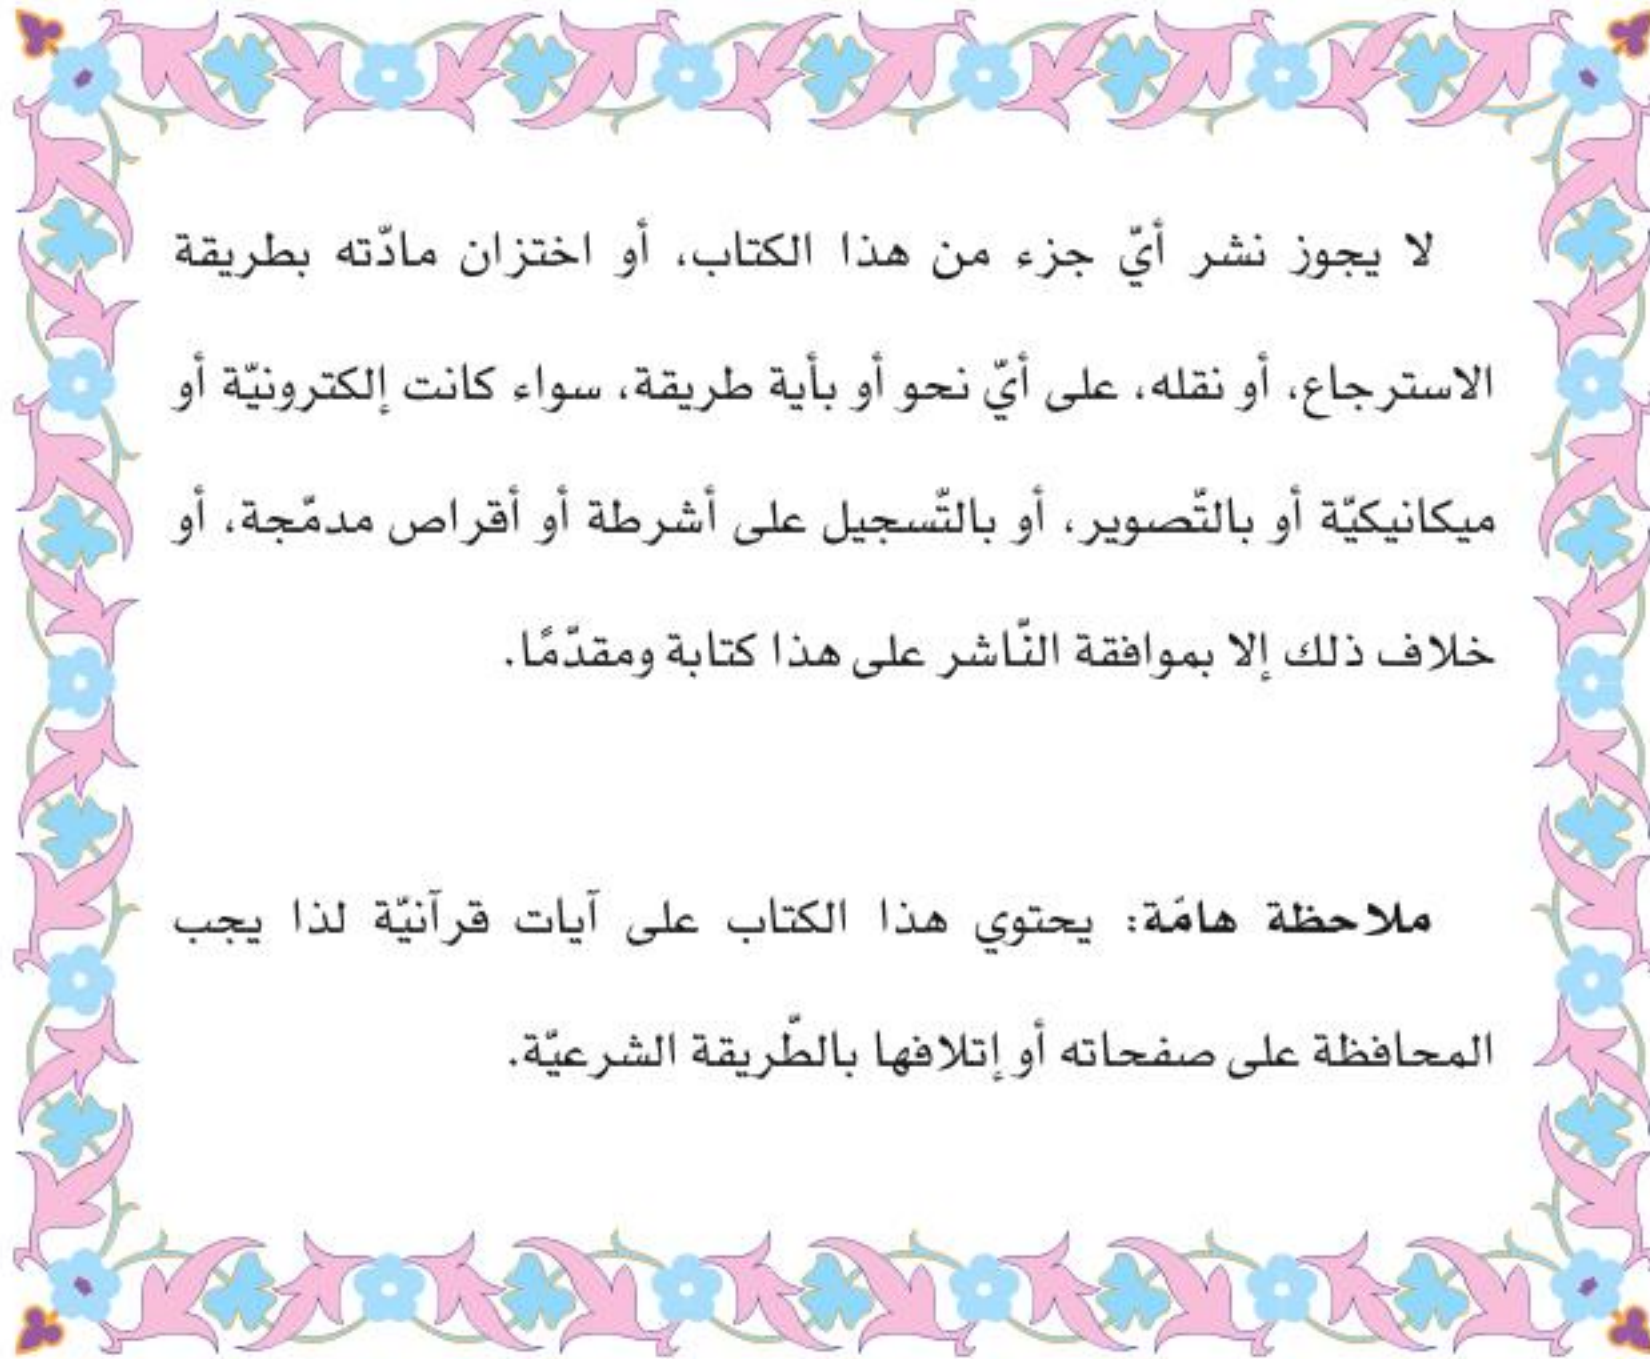 لا يجوز نشر أيّ جزء من هذا الكتاب، أو اختزان مادّته بطريقة
الاسترجاع، أو نقله، على أيّ نحو أو بأية طريقة، سواء كانت إلكترونيّة أو
ميكانيكيّة أو بالتّصوير، أو بالتّسجيل على أشرطة أو أقراص مدمّجة، أو
خلاف ذلك إلا بموافقة النّاشر على هذا كتابة ومقدّمًا.
ملاحظة هامّة: يحتوي هذا الكتاب على آيات قرآنيّة لذا يجب
المحافظة على صفحاته أو إتلافها بالطّريقة الشرعيّة.